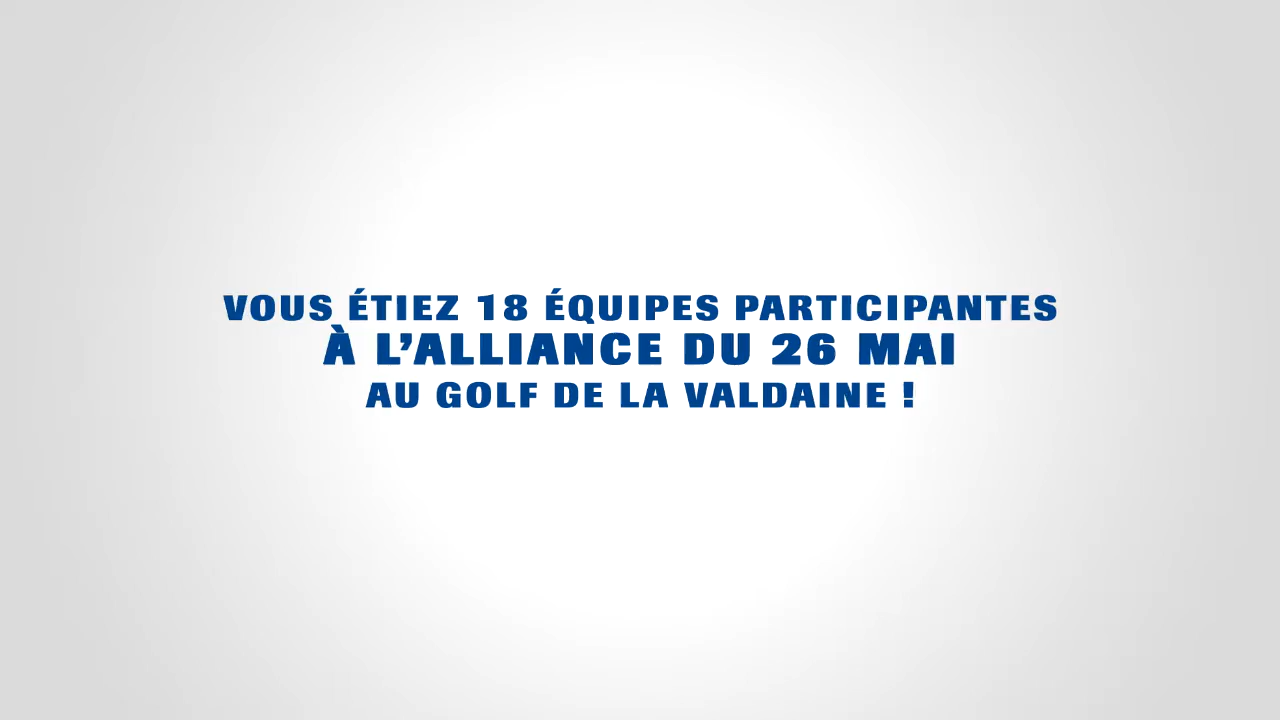 VOUS ÉTIEZ 18 ÉQUIPES PARTICIPANTES
À L’ALLIANCE DU 26 MAI
AU GOLF DE LA VALDAINE !